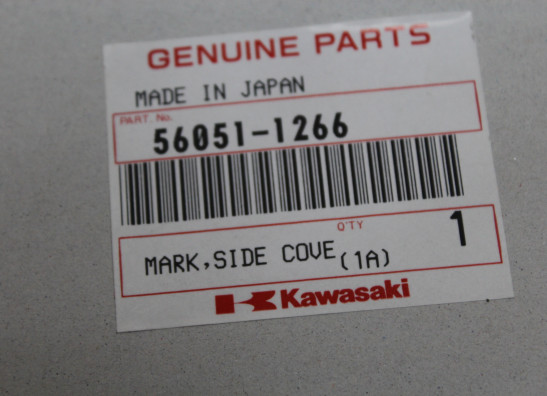 GENUINE PARTS
MADE IN JAPAN
PART. No.
56051-1266
Q'TY
MARK,SIDE COVE (1A) 1
Kawasaki